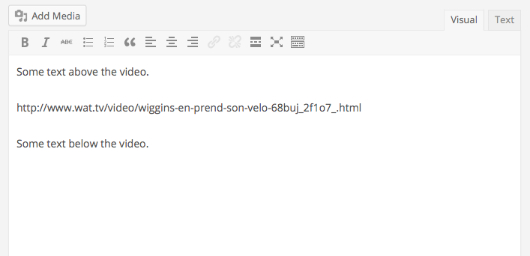 Add Media
Visual Text
B I ABC
Some text above the video.
http://www.wat.tv/video/wiggins-en-prend-son-velo-68buj_2f1o7_.html
Some text below the video.